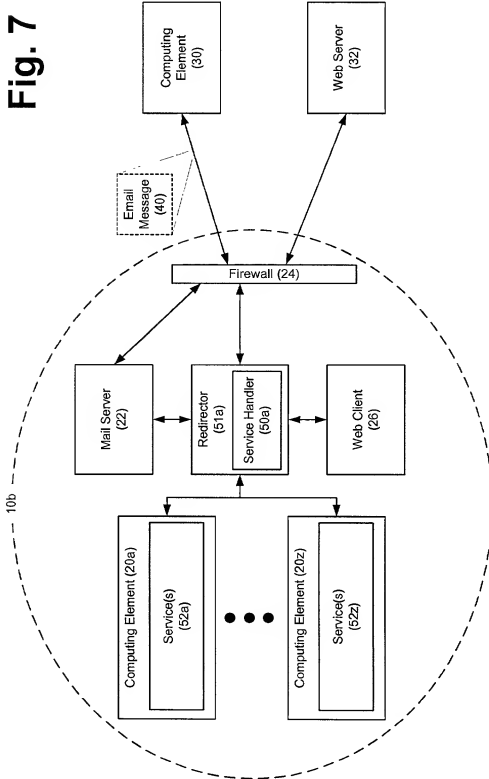 Fig. 7
10b
Computing Element (20a)
Service(s)
(52a)
Computing Element (20z)
Service(s)
(52z)
Mail Server
(22)
Redirector
(51a)
Service Handler
(50a)
Web Client
(26)
Firewall (24)
Email
Message
(40)
Computing
Element
(30)
Web Server
(32)